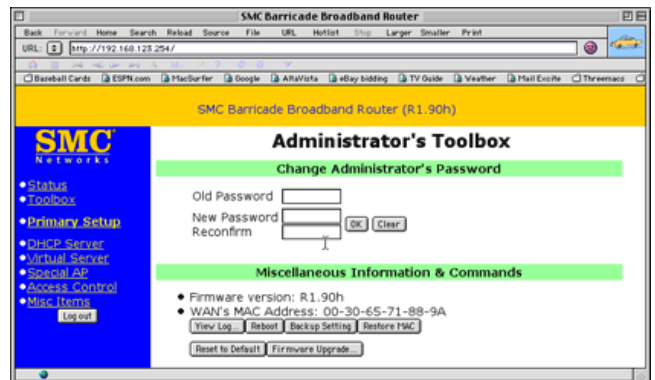 SMC Barricade Broadband Router
Back Forward Home Search Reload Source File URL Hotlist Stop Larger Smaller Print
URL: http://192.168.123.254/
Baseball Cards ESPN.com MacSurfer Google AltaVista eBay bidding TV Guide Weather Mail Excite Threemacs
SMC Barricade Broadband Router (R1.90h)
SMC
Networks
Administrator's Toolbox
Change Administrator's Password
Status
Toolbox
Primary Setup
DHCP Server
Virtual Server
Special AP
Access Control
Misc Items
Log out
Old Password
New Password
Reconfirm
OK Clear
Miscellaneous Information & Commands
Firmware version: R1.90h
WAN's MAC Address: 00-30-65-71-88-9A
View Log... Reboot Backup Setting Restore MAC
Reset to Default Firmware Upgrade...